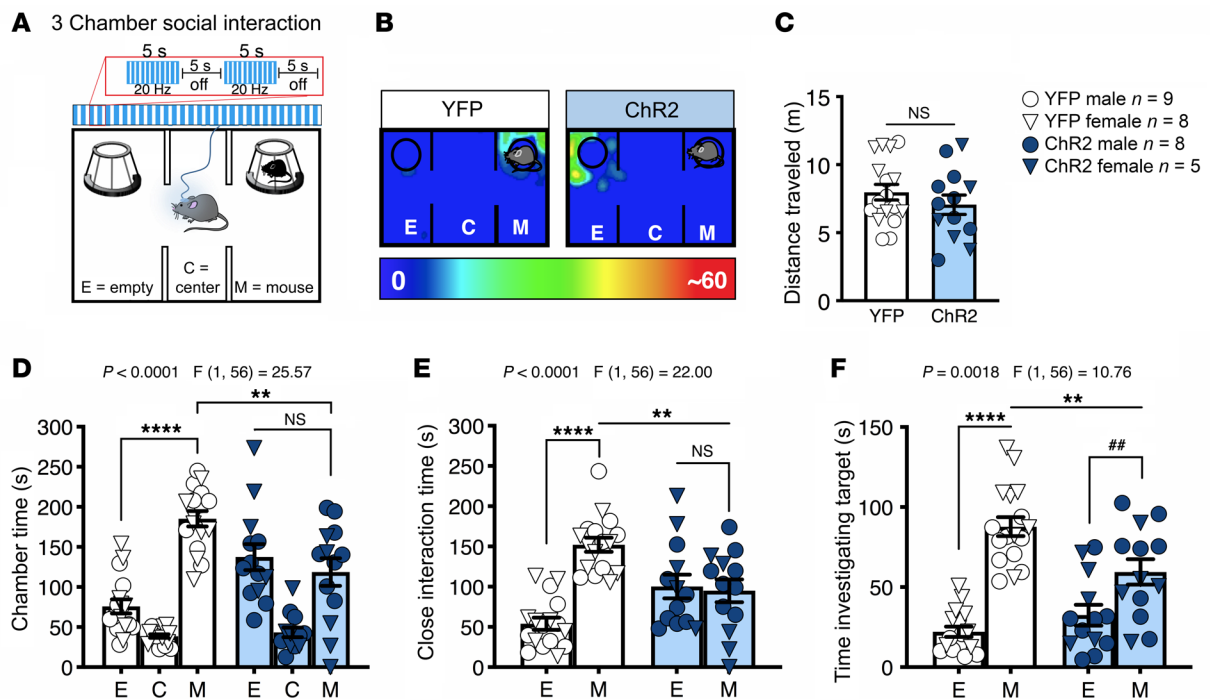 A
3 Chamber social interaction
5 s
5 s
5 s
off
5 s
off
20 Hz
20 Hz
E = empty
C =
center
M = mouse
B
YFP
ChR2
E
C
M
E
C
M
0
~60
C
NS
Distance traveled (m)
15
10
5
0
YFP
ChR2
YFP male n = 9
YFP female n = 8
ChR2 male n = 8
ChR2 female n = 5
D
P < 0.0001 F (1, 56) = 25.57
**
****
NS
Chamber time (s)
300
250
200
150
100
50
0
E
C
M
E
C
M
E
P < 0.0001 F (1, 56) = 22.00
**
****
NS
Close interaction time (s)
300
250
200
150
100
50
0
E
M
E
M
F
P = 0.0018 F (1, 56) = 10.76
**
****
##
Time investigating target (s)
150
100
50
0
E
M
E
M